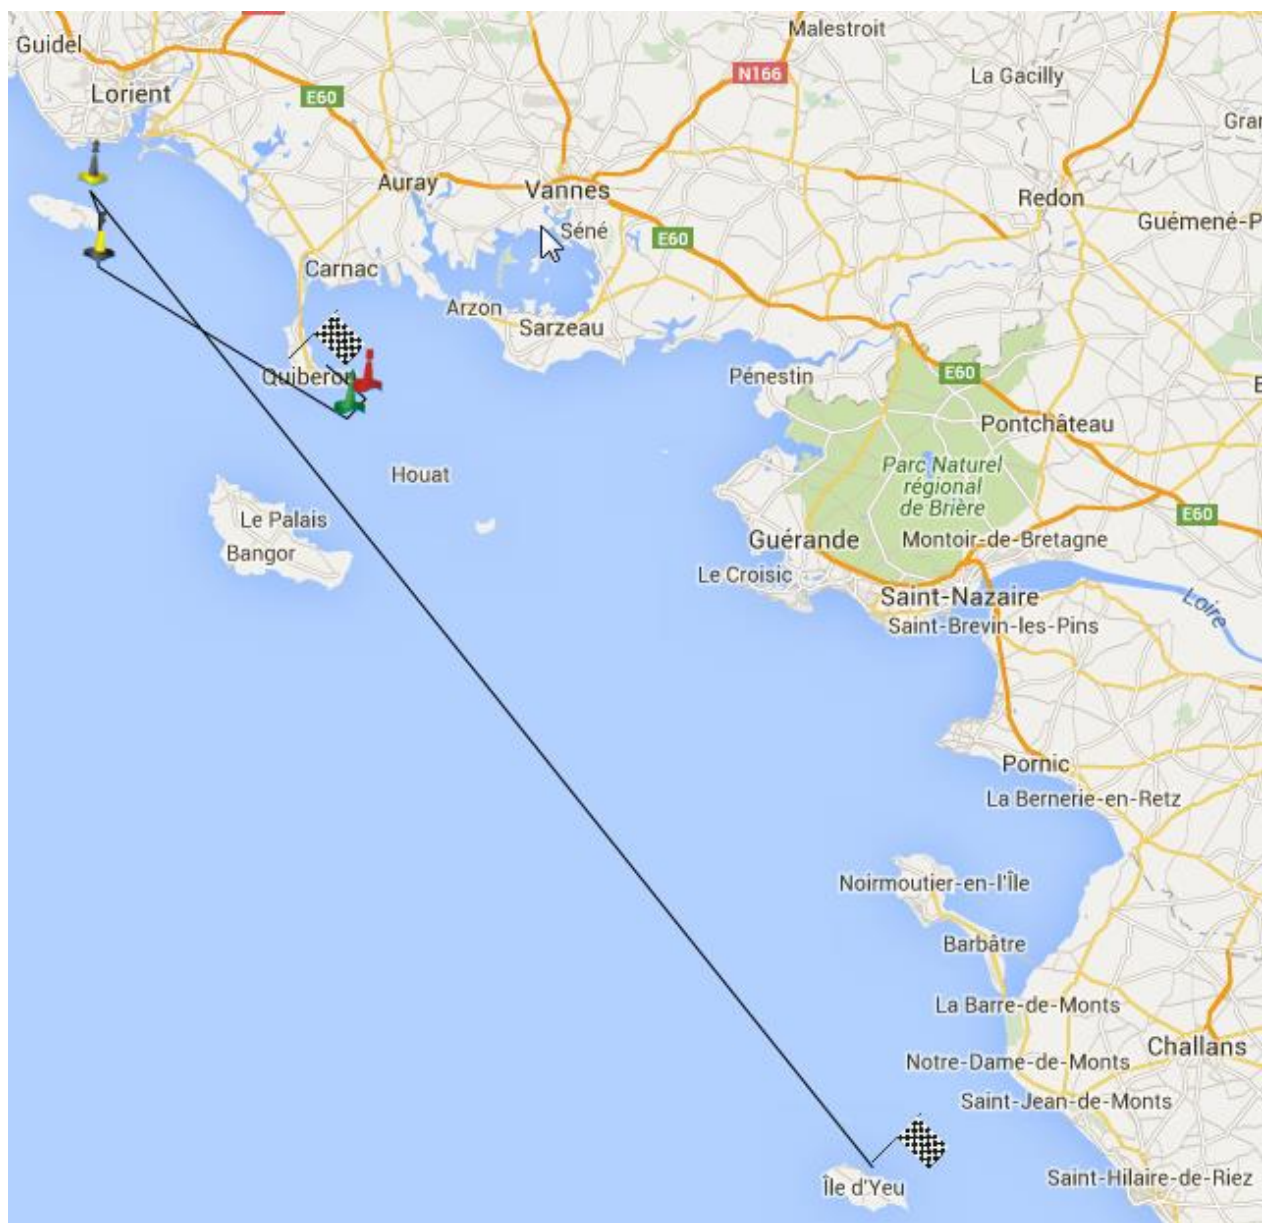 Guidel
Malestroit
N166
La Gacilly
Lorient
E60
Gra
Auray
Vannes
Redon
Guémené-P
Séné
E60
Carnac
Arzon
Sarzeau
Quiberon
Pénestin
E60
Pontchâteau
Houat
Parc Naturel
régional
de Brière
Le Palais
E60
Bangor
Guérande
Montoir-de-Bretagne
Le Croisic
Saint-Nazaire
Loire
Saint-Brevin-les-Pins
Pornic
La Bernerie-en-Retz
Noirmoutier-en-l'Île
Barbâtre
La Barre-de-Monts
Challans
Notre-Dame-de-Monts
Saint-Jean-de-Monts
Île d'Yeu
Saint-Hilaire-de-Riez